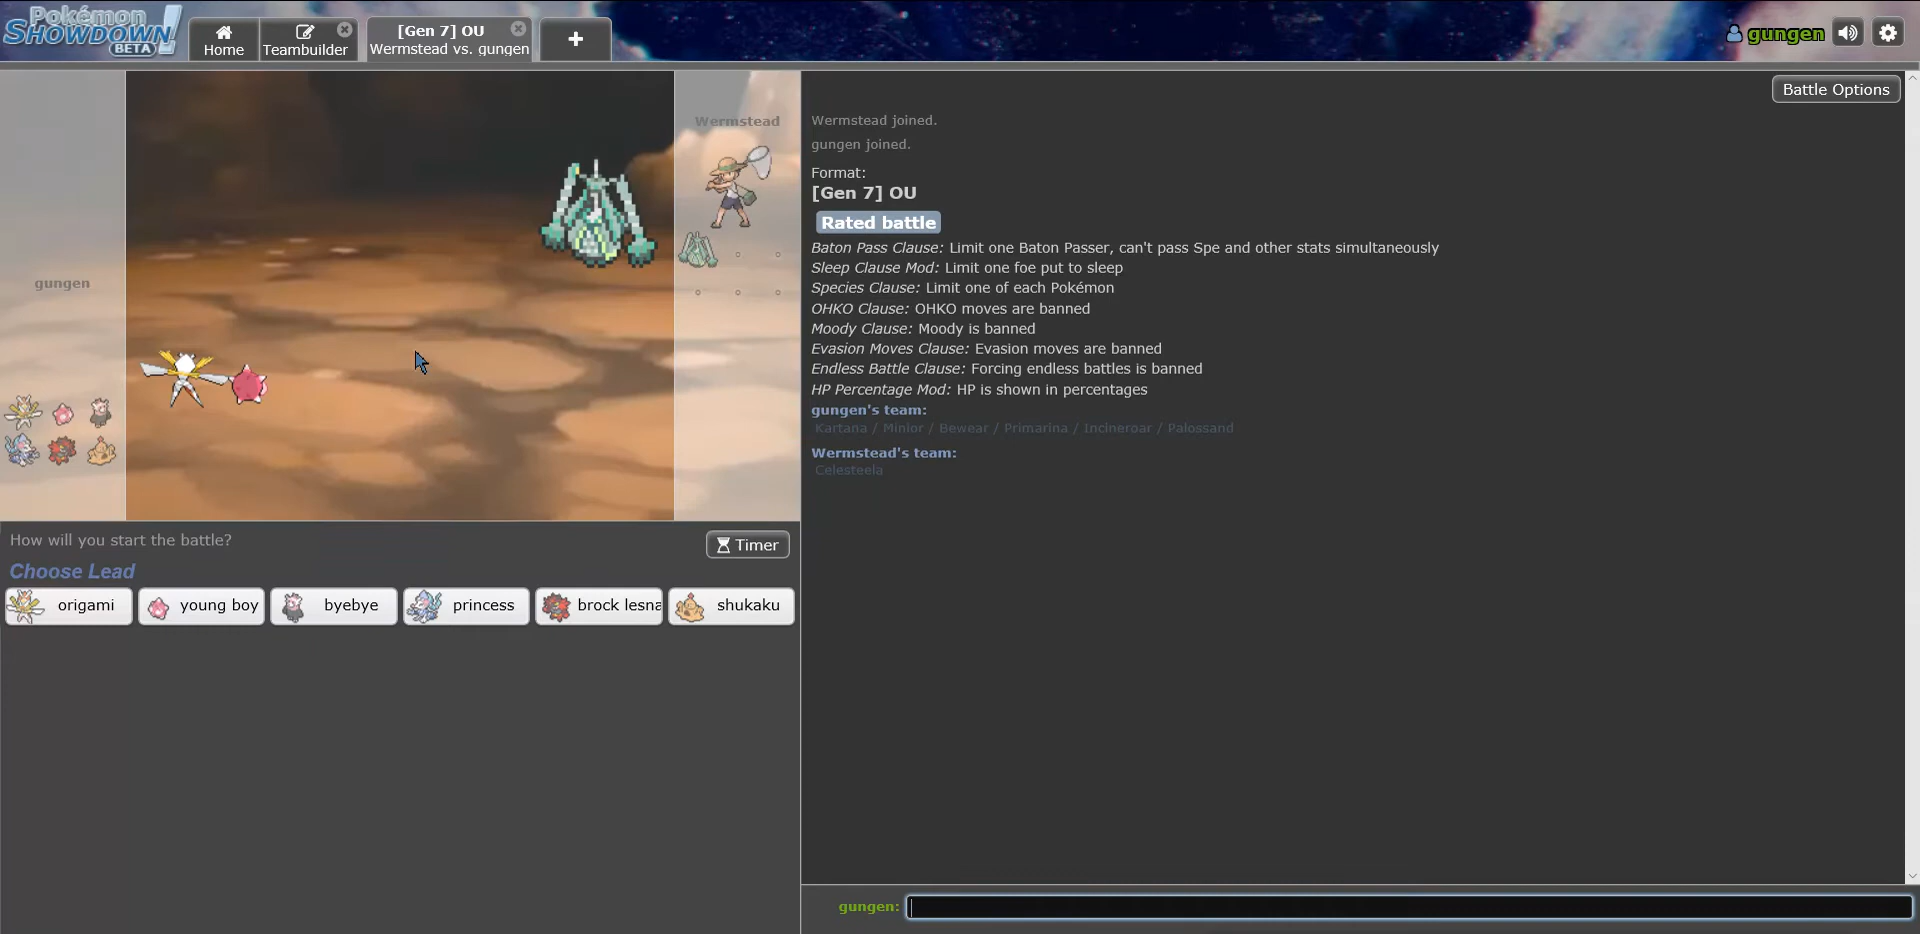 Pokémon
SHOWDOWN!
BETA
Home
Teambuilder
[Gen 7] OU
Wermstead vs. gungen
gungen
Battle Options
Wermstead
gungen
Wermstead joined.
gungen joined.
Format:
[Gen 7] OU
Rated battle
Baton Pass Clause: Limit one Baton Passer, can't pass Spe and other stats simultaneously
Sleep Clause Mod: Limit one foe put to sleep
Species Clause: Limit one of each Pokémon
OHKO Clause: OHKO moves are banned
Moody Clause: Moody is banned
Evasion Moves Clause: Evasion moves are banned
Endless Battle Clause: Forcing endless battles is banned
HP Percentage Mod: HP is shown in percentages
gungen's team:
Kartana / Minior / Bewear / Primarina / Incineroar / Palossand
Wermstead's team:
Celesteela
How will you start the battle?
Timer
Choose Lead
origami
young boy
byebye
princess
brock lesna
shukaku
gungen: